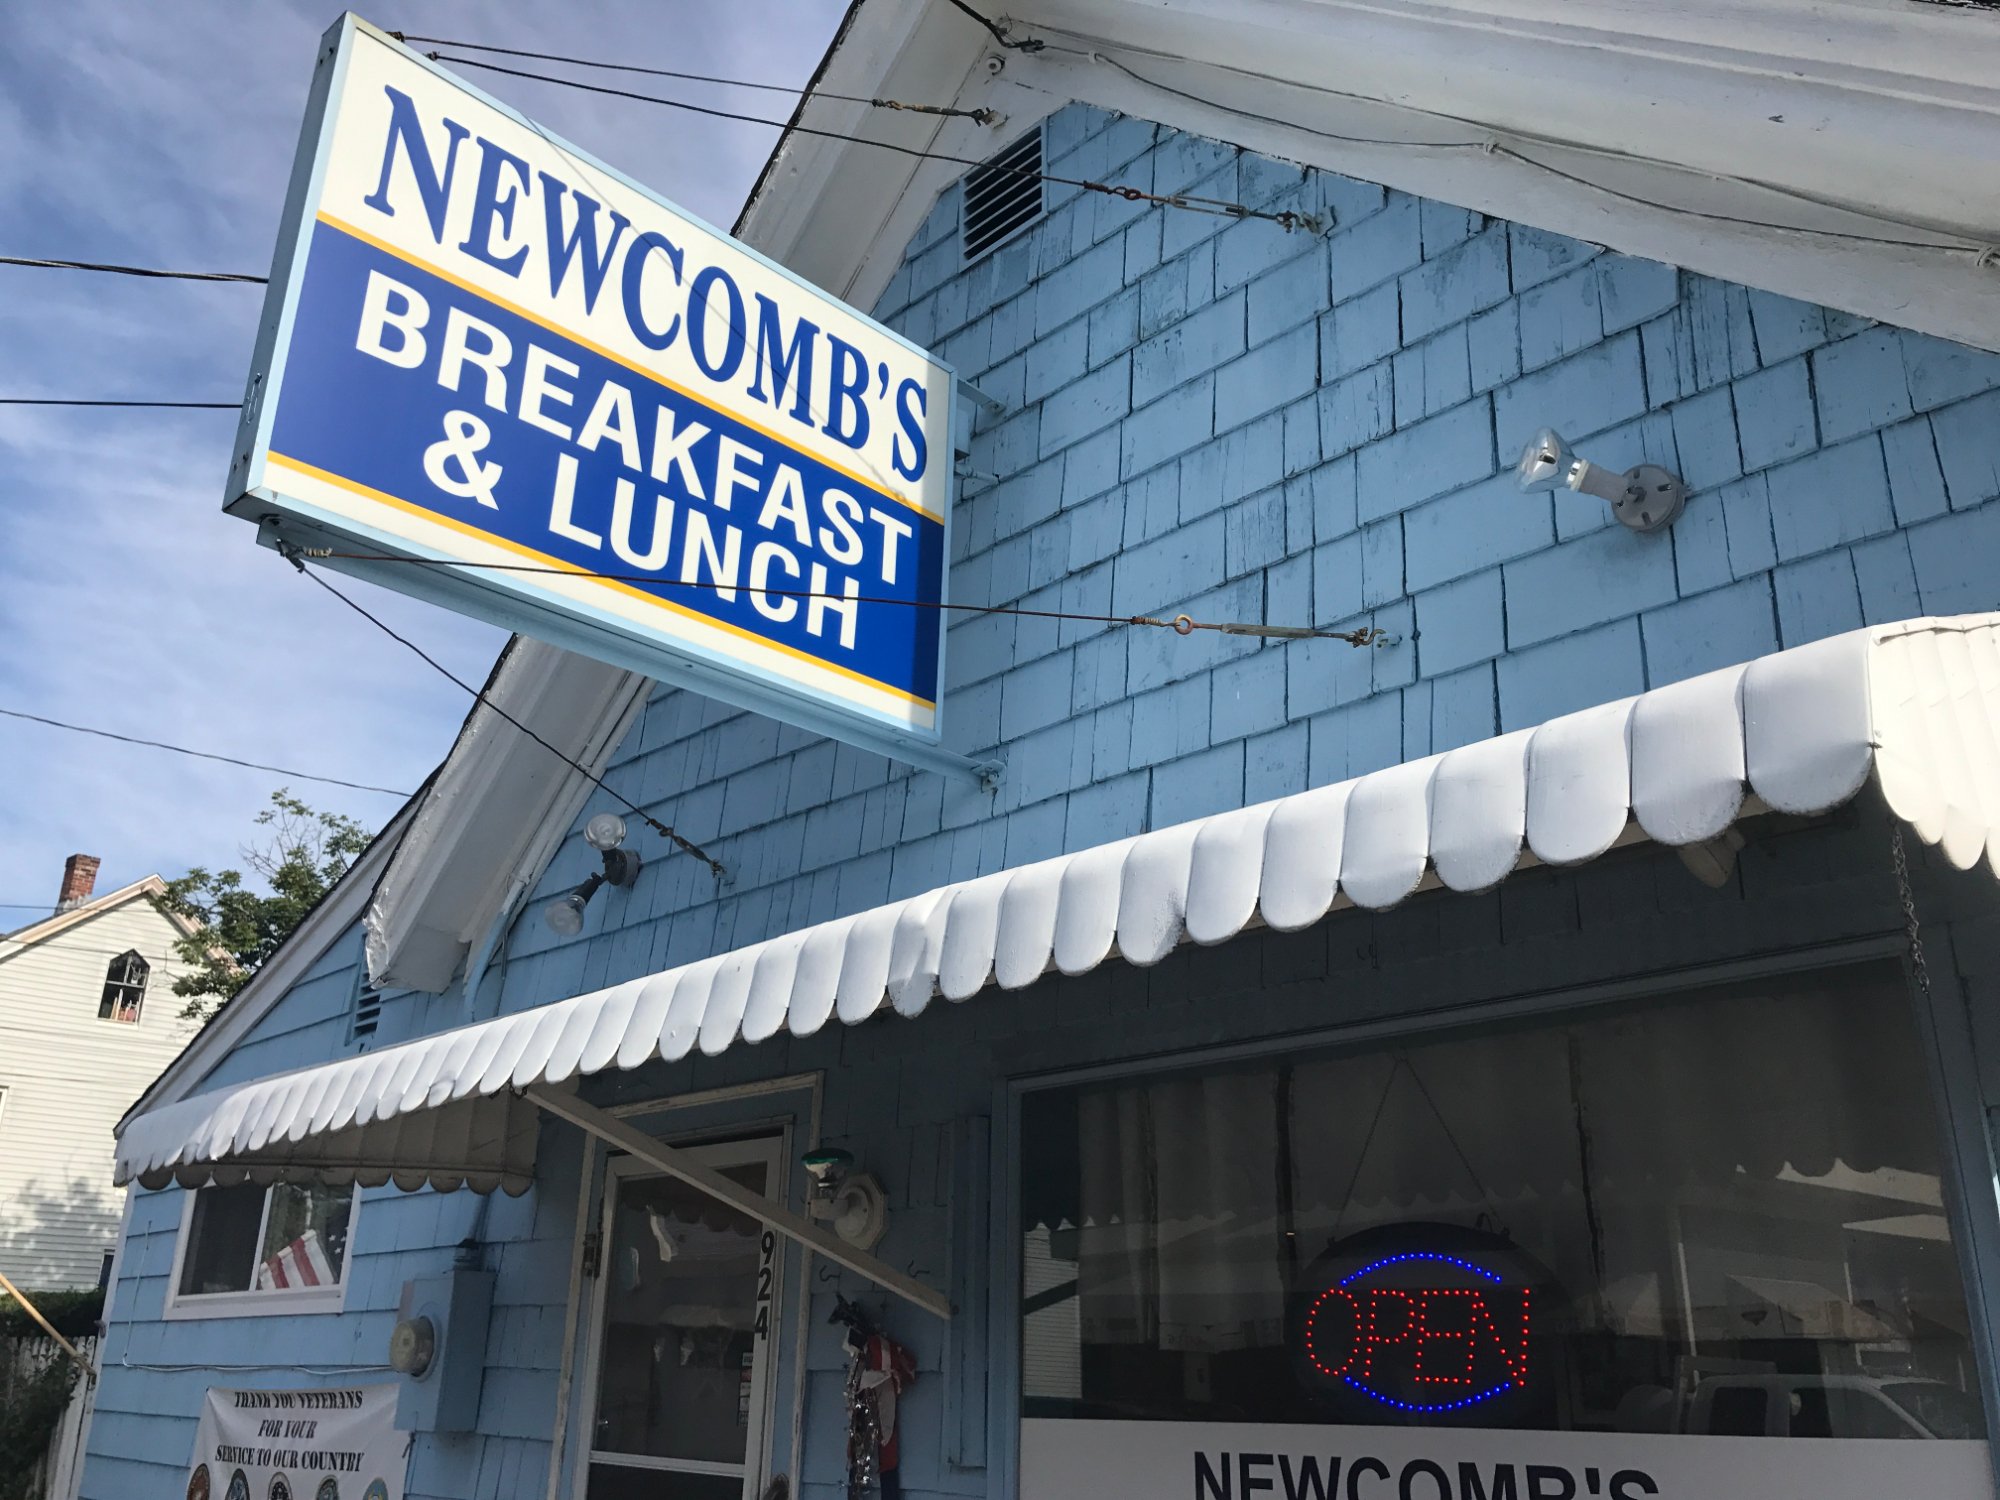 NEWCOMB'S
BREAKFAST
& LUNCH
924
OPEN
THANK YOU VETERANS
FOR YOUR
SERVICE TO OUR COUNTRY
NEWCOMB'S